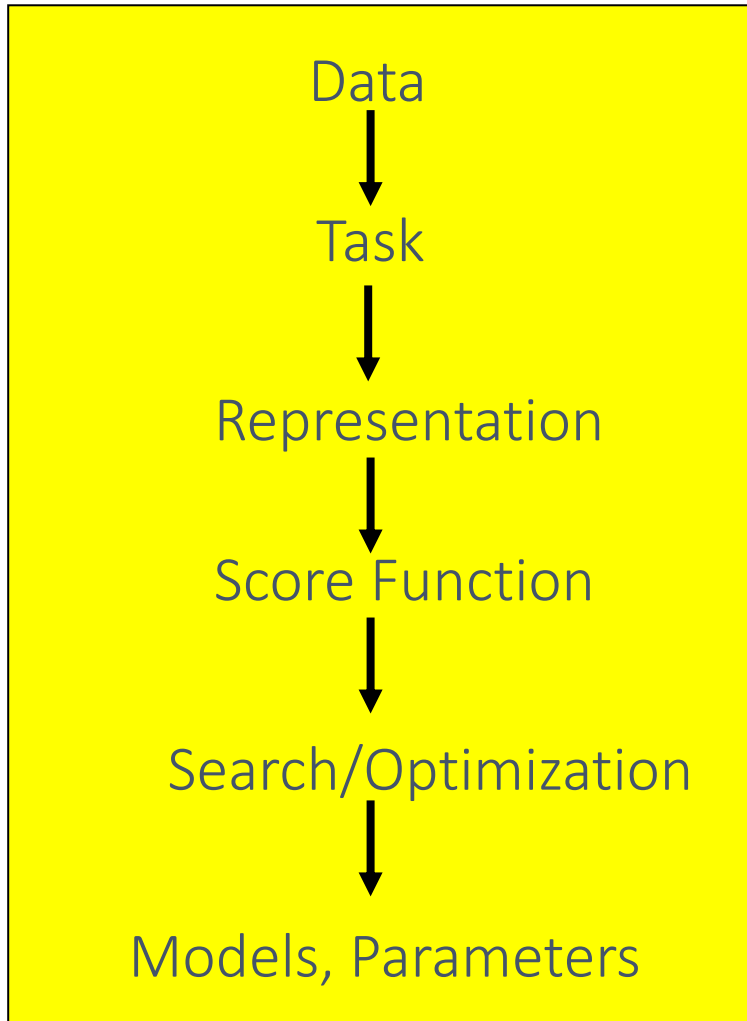 Data
Task
Representation
Score Function
Search/Optimization
Models, Parameters